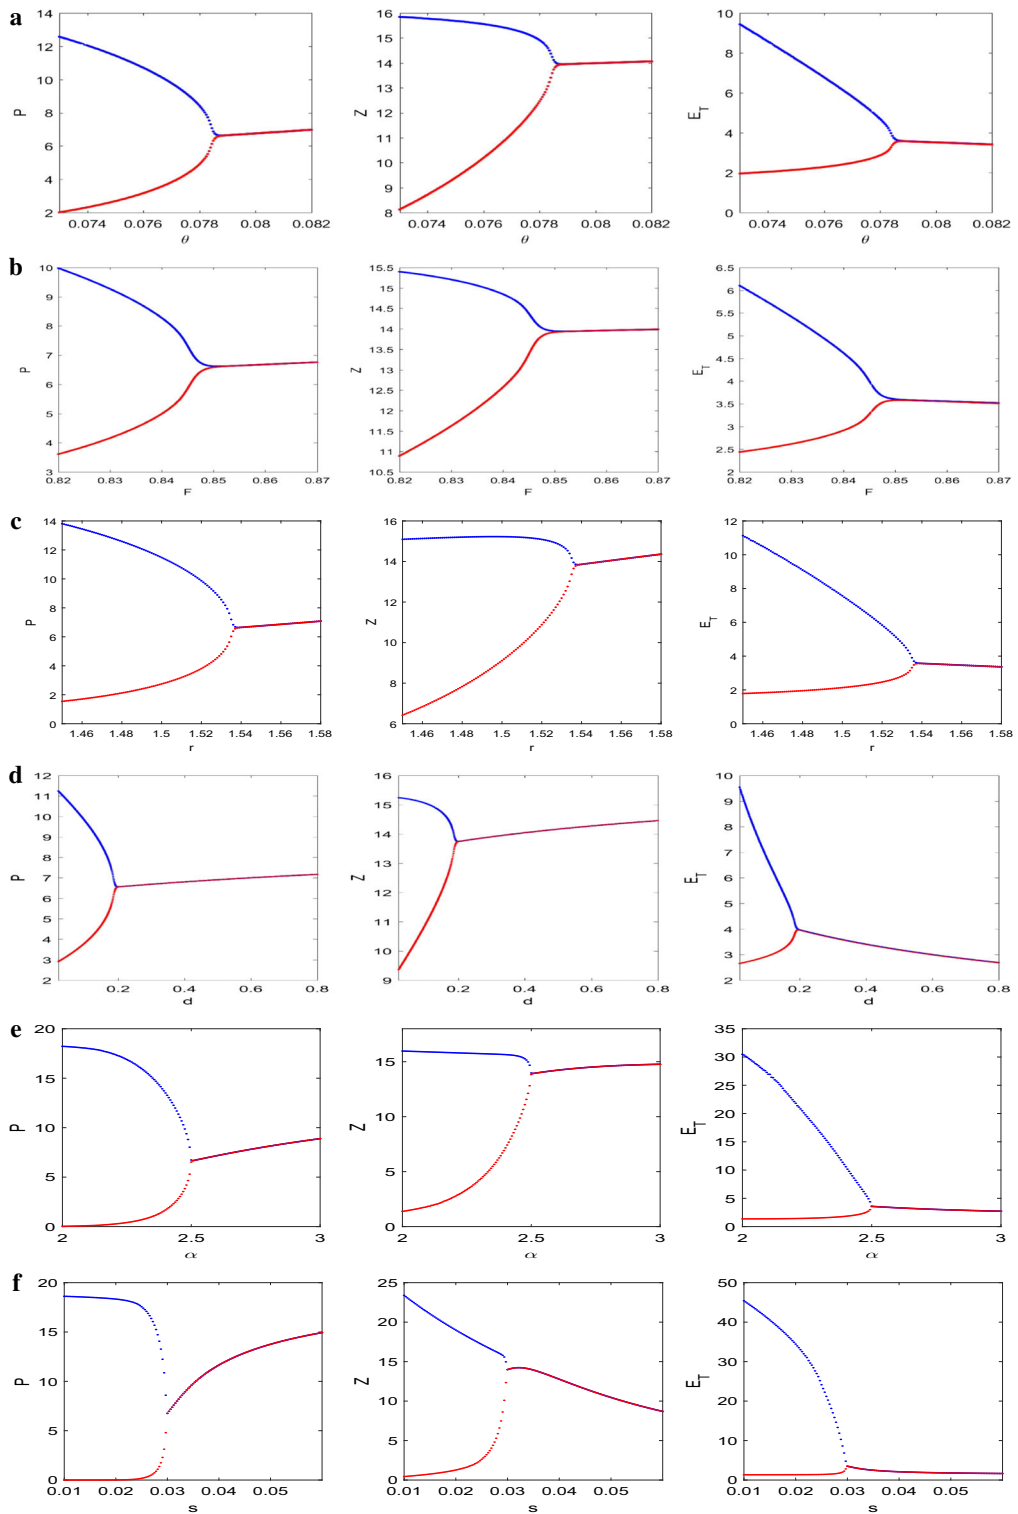 a
14
12
10
8
6
4
2
P
0.074 0.076 0.078 0.08 0.082
θ
16
15
14
13
12
11
10
9
8
Z
0.074 0.076 0.078 0.08 0.082
θ
10
8
6
4
2
0
E_T
0.074 0.076 0.078 0.08 0.082
θ
b
10
9
8
7
6
5
4
3
P
0.82 0.83 0.84 0.85 0.86 0.87
F
15.5
15
14.5
14
13.5
13
12.5
12
11.5
11
10.5
Z
0.82 0.83 0.84 0.85 0.86 0.87
F
6.5
6
5.5
5
4.5
4
3.5
3
2.5
2
E_T
0.82 0.83 0.84 0.85 0.86 0.87
F
c
14
12
10
8
6
4
2
0
P
1.46 1.48 1.5 1.52 1.54 1.56 1.58
r
20
18
16
14
12
10
8
6
Z
1.46 1.48 1.5 1.52 1.54 1.56 1.58
r
12
10
8
6
4
2
0
E_T
1.46 1.48 1.5 1.52 1.54 1.56 1.58
r
d
12
11
10
9
8
7
6
5
4
3
2
P
0.2 0.4 0.6 0.8
d
16
15
14
13
12
11
10
9
Z
0.2 0.4 0.6 0.8
d
10
9
8
7
6
5
4
3
2
E_T
0.2 0.4 0.6 0.8
d
e
20
15
10
5
0
P
2 2.5 3
α
15
10
5
0
Z
2 2.5 3
α
35
30
25
20
15
10
5
0
E_T
2 2.5 3
α
f
20
15
10
5
0
P
0.01 0.02 0.03 0.04 0.05
s
25
20
15
10
5
0
Z
0.01 0.02 0.03 0.04 0.05
s
50
40
30
20
10
0
E_T
0.01 0.02 0.03 0.04 0.05
s